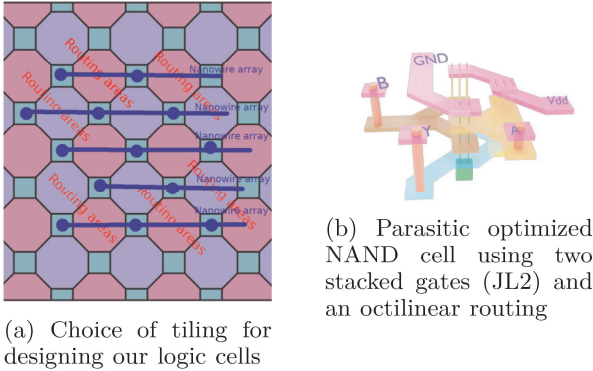 Routing areas
Routing areas
Nanowire array
Routing areas
Nanowire array
Nanowire array
Nanowire array
Routing areas
Routing areas
Routing areas
Nanowire array
(a) Choice of tiling for
designing our logic cells
GND
B
Vdd
Y
A
(b) Parasitic optimized
NAND cell using two
stacked gates (JL2) and
an octilinear routing